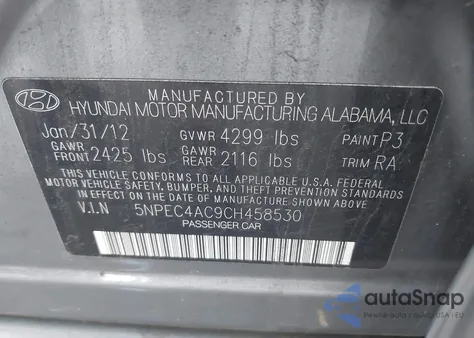 MANUFACTURED BY
HYUNDAI MOTOR MANUFACTURING ALABAMA, LLC
Jan/31/12 GVWR 4299 lbs PAINT P3
GAWR FRONT 2425 lbs GAWR REAR 2116 lbs TRIM RA
THIS VEHICLE CONFORMS TO ALL APPLICABLE U.S.A. FEDERAL
MOTOR VEHICLE SAFETY, BUMPER, AND THEFT PREVENTION
STANDARDS IN EFFECT ON THE DATE OF MANUFACTURE
SHOWN ABOVE.
V.I.N 5NPEC4AC9CH458530
PASSENGER CAR
autoSnap